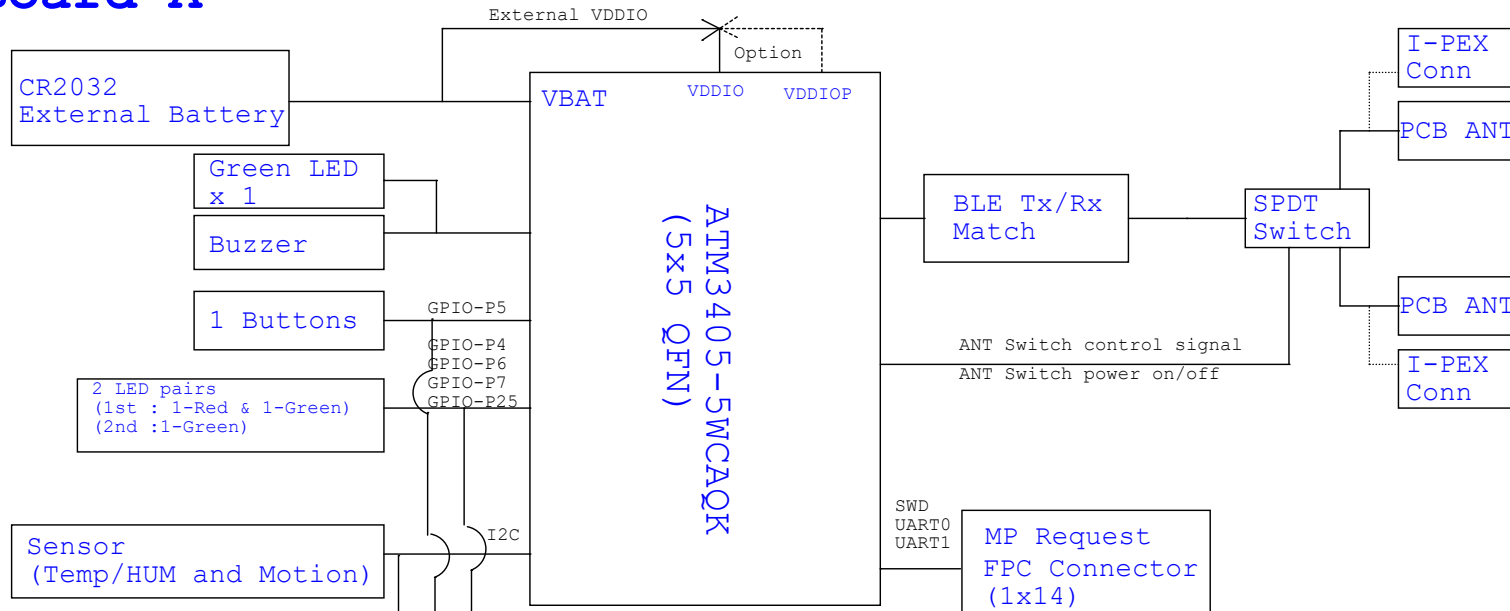 Board A
External VDDIO
Option
CR2032
External Battery
VBAT
VDDIO
VDDIOP
I-PEX
Conn
PCB ANT
Green LED
x 1
Buzzer
BLE Tx/Rx
Match
SPDT
Switch
ATM3405-5WCAQK
(5x5 QFN)
1 Buttons
GPIO-P5
GPIO-P4
GPIO-P6
GPIO-P7
GPIO-P25
2 LED pairs
(1st : 1-Red & 1-Green)
(2nd :1-Green)
PCB ANT
ANT Switch control signal
ANT Switch power on/off
I-PEX
Conn
I2C
Sensor
(Temp/HUM and Motion)
SWD
UART0
UART1
MP Request
FPC Connector
(1x14)